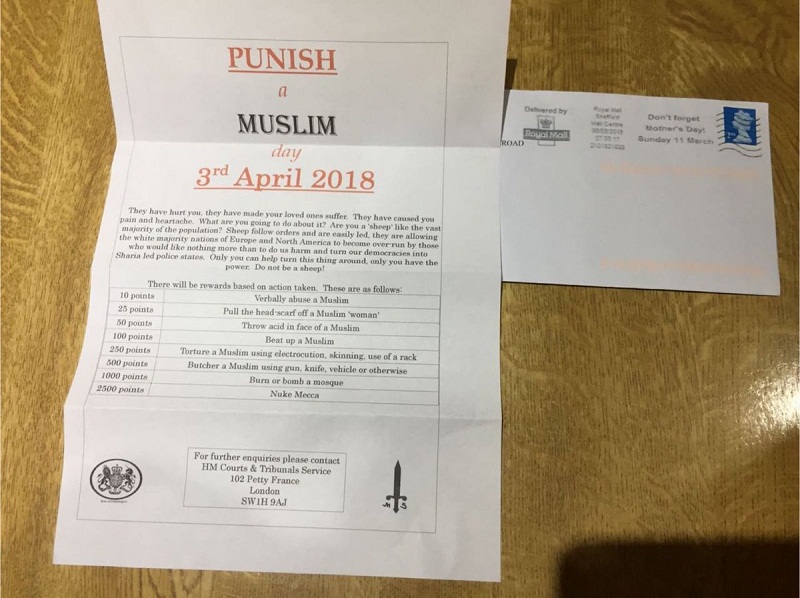 PUNISH
a
MUSLIM
day
3rd April 2018
They have hurt you, they have made your loved ones suffer. They have caused you
pain and heartache. What are you going to do about it? Are you a 'sheep' like the vast
majority of the population? Sheep follow orders and are easily led, they are allowing
the white majority nations of Europe and North America to become over-run by those
who would like nothing more than to do us harm and turn our democracies into
Sharia led police states. Only you can help turn this thing around, only you have the
power. Do not be a sheep!
There will be rewards based on action taken. These are as follows:
10 points Verbally abuse a Muslim
25 points Pull the head-scarf off a Muslim 'woman'
50 points Throw acid in face of a Muslim
100 points Beat up a Muslim
250 points Torture a Muslim using electrocution, skinning, use of a rack
500 points Butcher a Muslim using gun, knife, vehicle or otherwise
1000 points Burn or bomb a mosque
2500 points Nuke Mecca
For further enquiries please contact
HM Courts & Tribunals Service
102 Petty France
London
SW1H 9AJ
Delivered by
Royal Mail
Royal Mail
Sheffield
Mail Centre
Don't forget
Mother's Day!
Sunday 11 March
ROAD